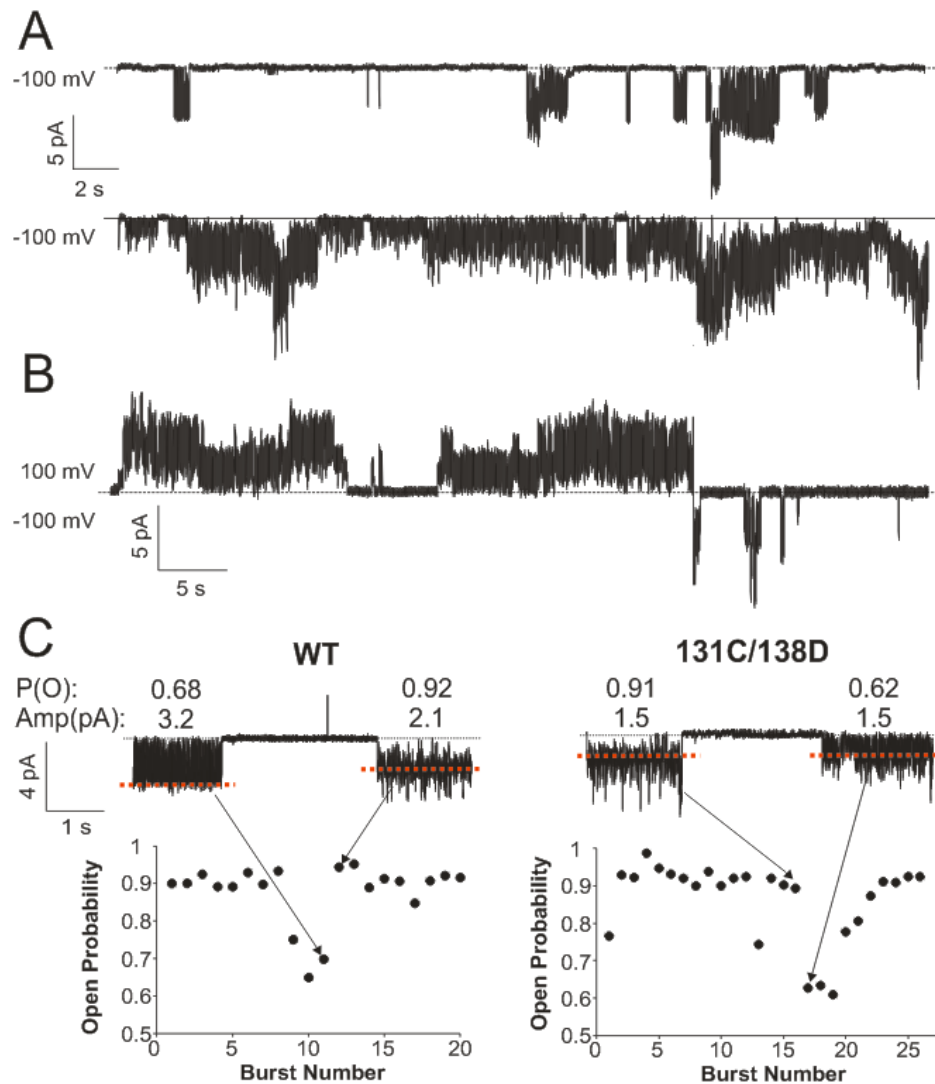 A
-100 mV
5 pA
2 s
-100 mV
B
100 mV
-100 mV
5 pA
5 s
C
WT
131C/138D
P(O): 0.68 0.92 0.91 0.62
Amp(pA): 3.2 2.1 1.5 1.5
4 pA
1 s
Open Probability
1
0.9
0.8
0.7
0.6
0.5
0 5 10 15 20
Burst Number
Open Probability
1
0.9
0.8
0.7
0.6
0.5
0 5 10 15 20 25
Burst Number